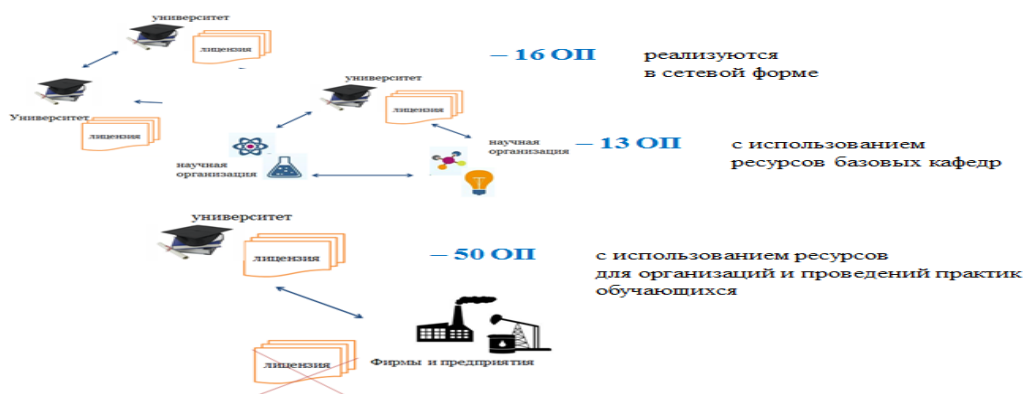 университет
лицензия
Университет
лицензия
– 16 ОП
реализуются
в сетевой форме
университет
лицензия
научная
организация
научная
организация
– 13 ОП
с использованием
ресурсов базовых кафедр
университет
лицензия
– 50 ОП
с использованием ресурсов
для организаций и проведений практик
обучающихся
лицензия
Фирмы и предприятия